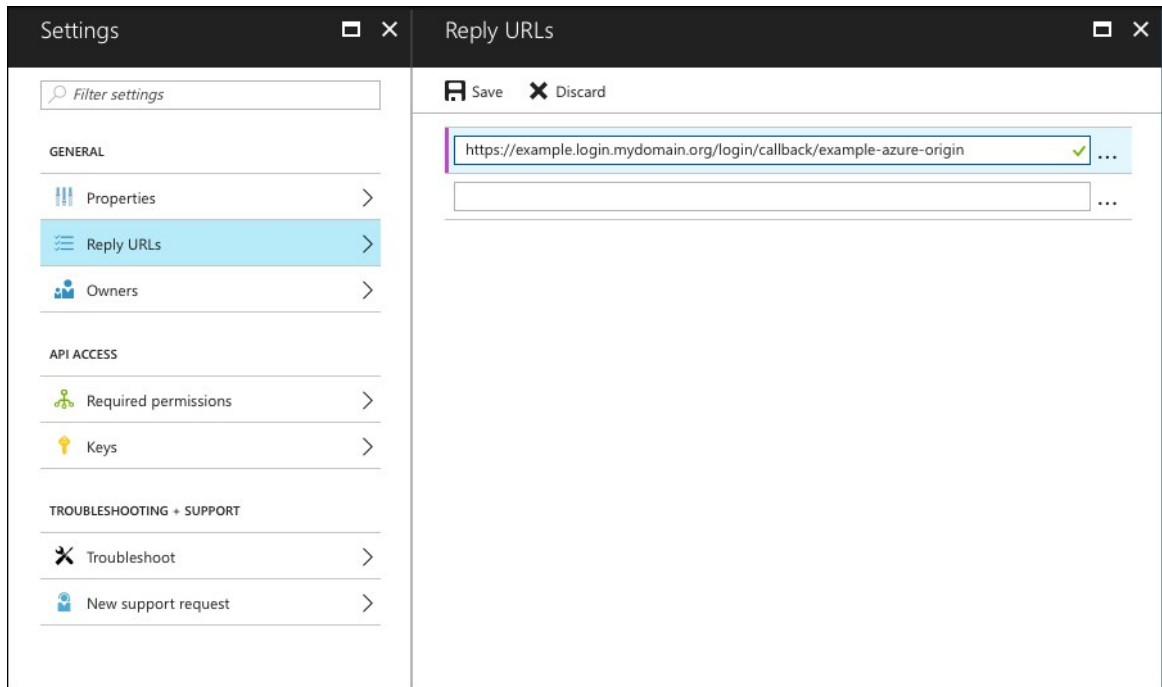 Settings
Filter settings
GENERAL
Properties
Reply URLs
Owners
API ACCESS
Required permissions
Keys
TROUBLESHOOTING + SUPPORT
Troubleshoot
New support request
Reply URLs
Save Discard
https://example.login.mydomain.org/login/callback/example-azure-origin ...
...